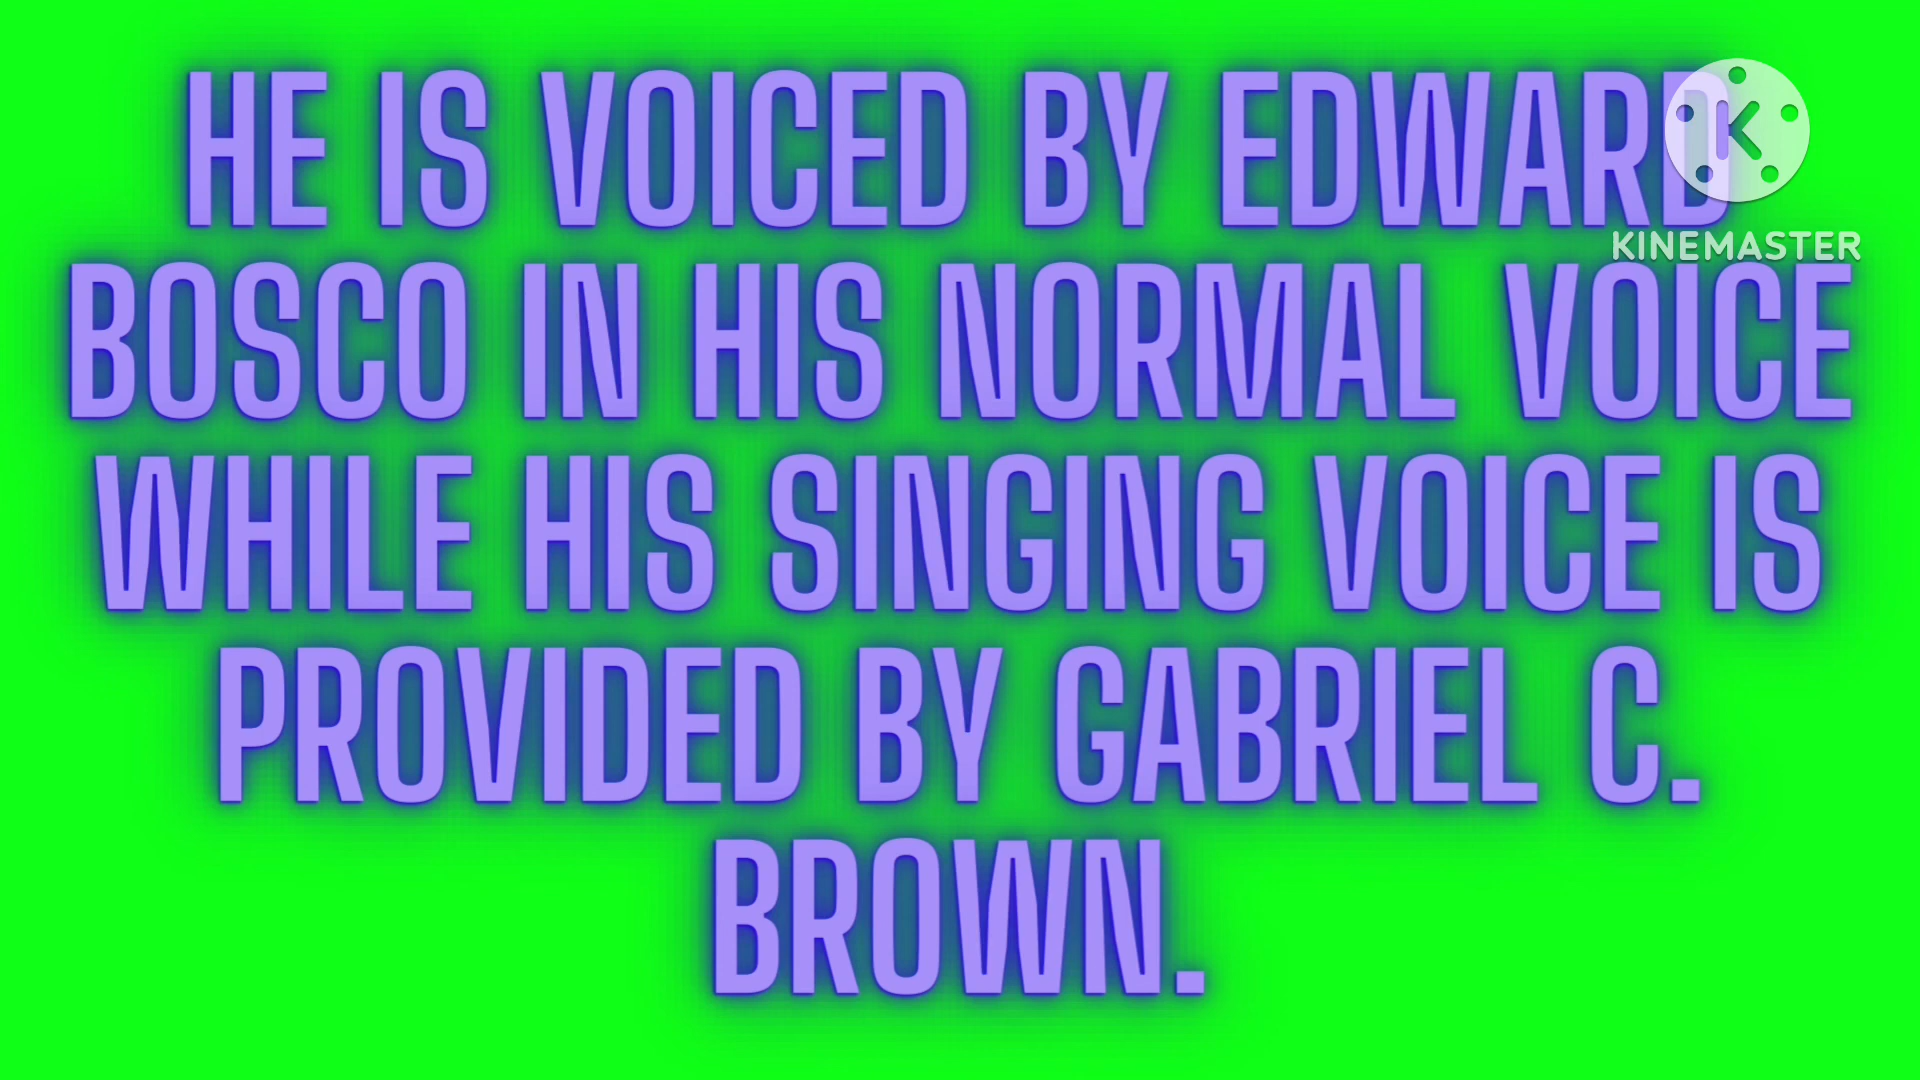 HE IS VOICED BY EDWARD
KINEMASTER
BOSCO IN HIS NORMAL VOICE
WHILE HIS SINGING VOICE IS
PROVIDED BY GABRIEL C.
BROWN.